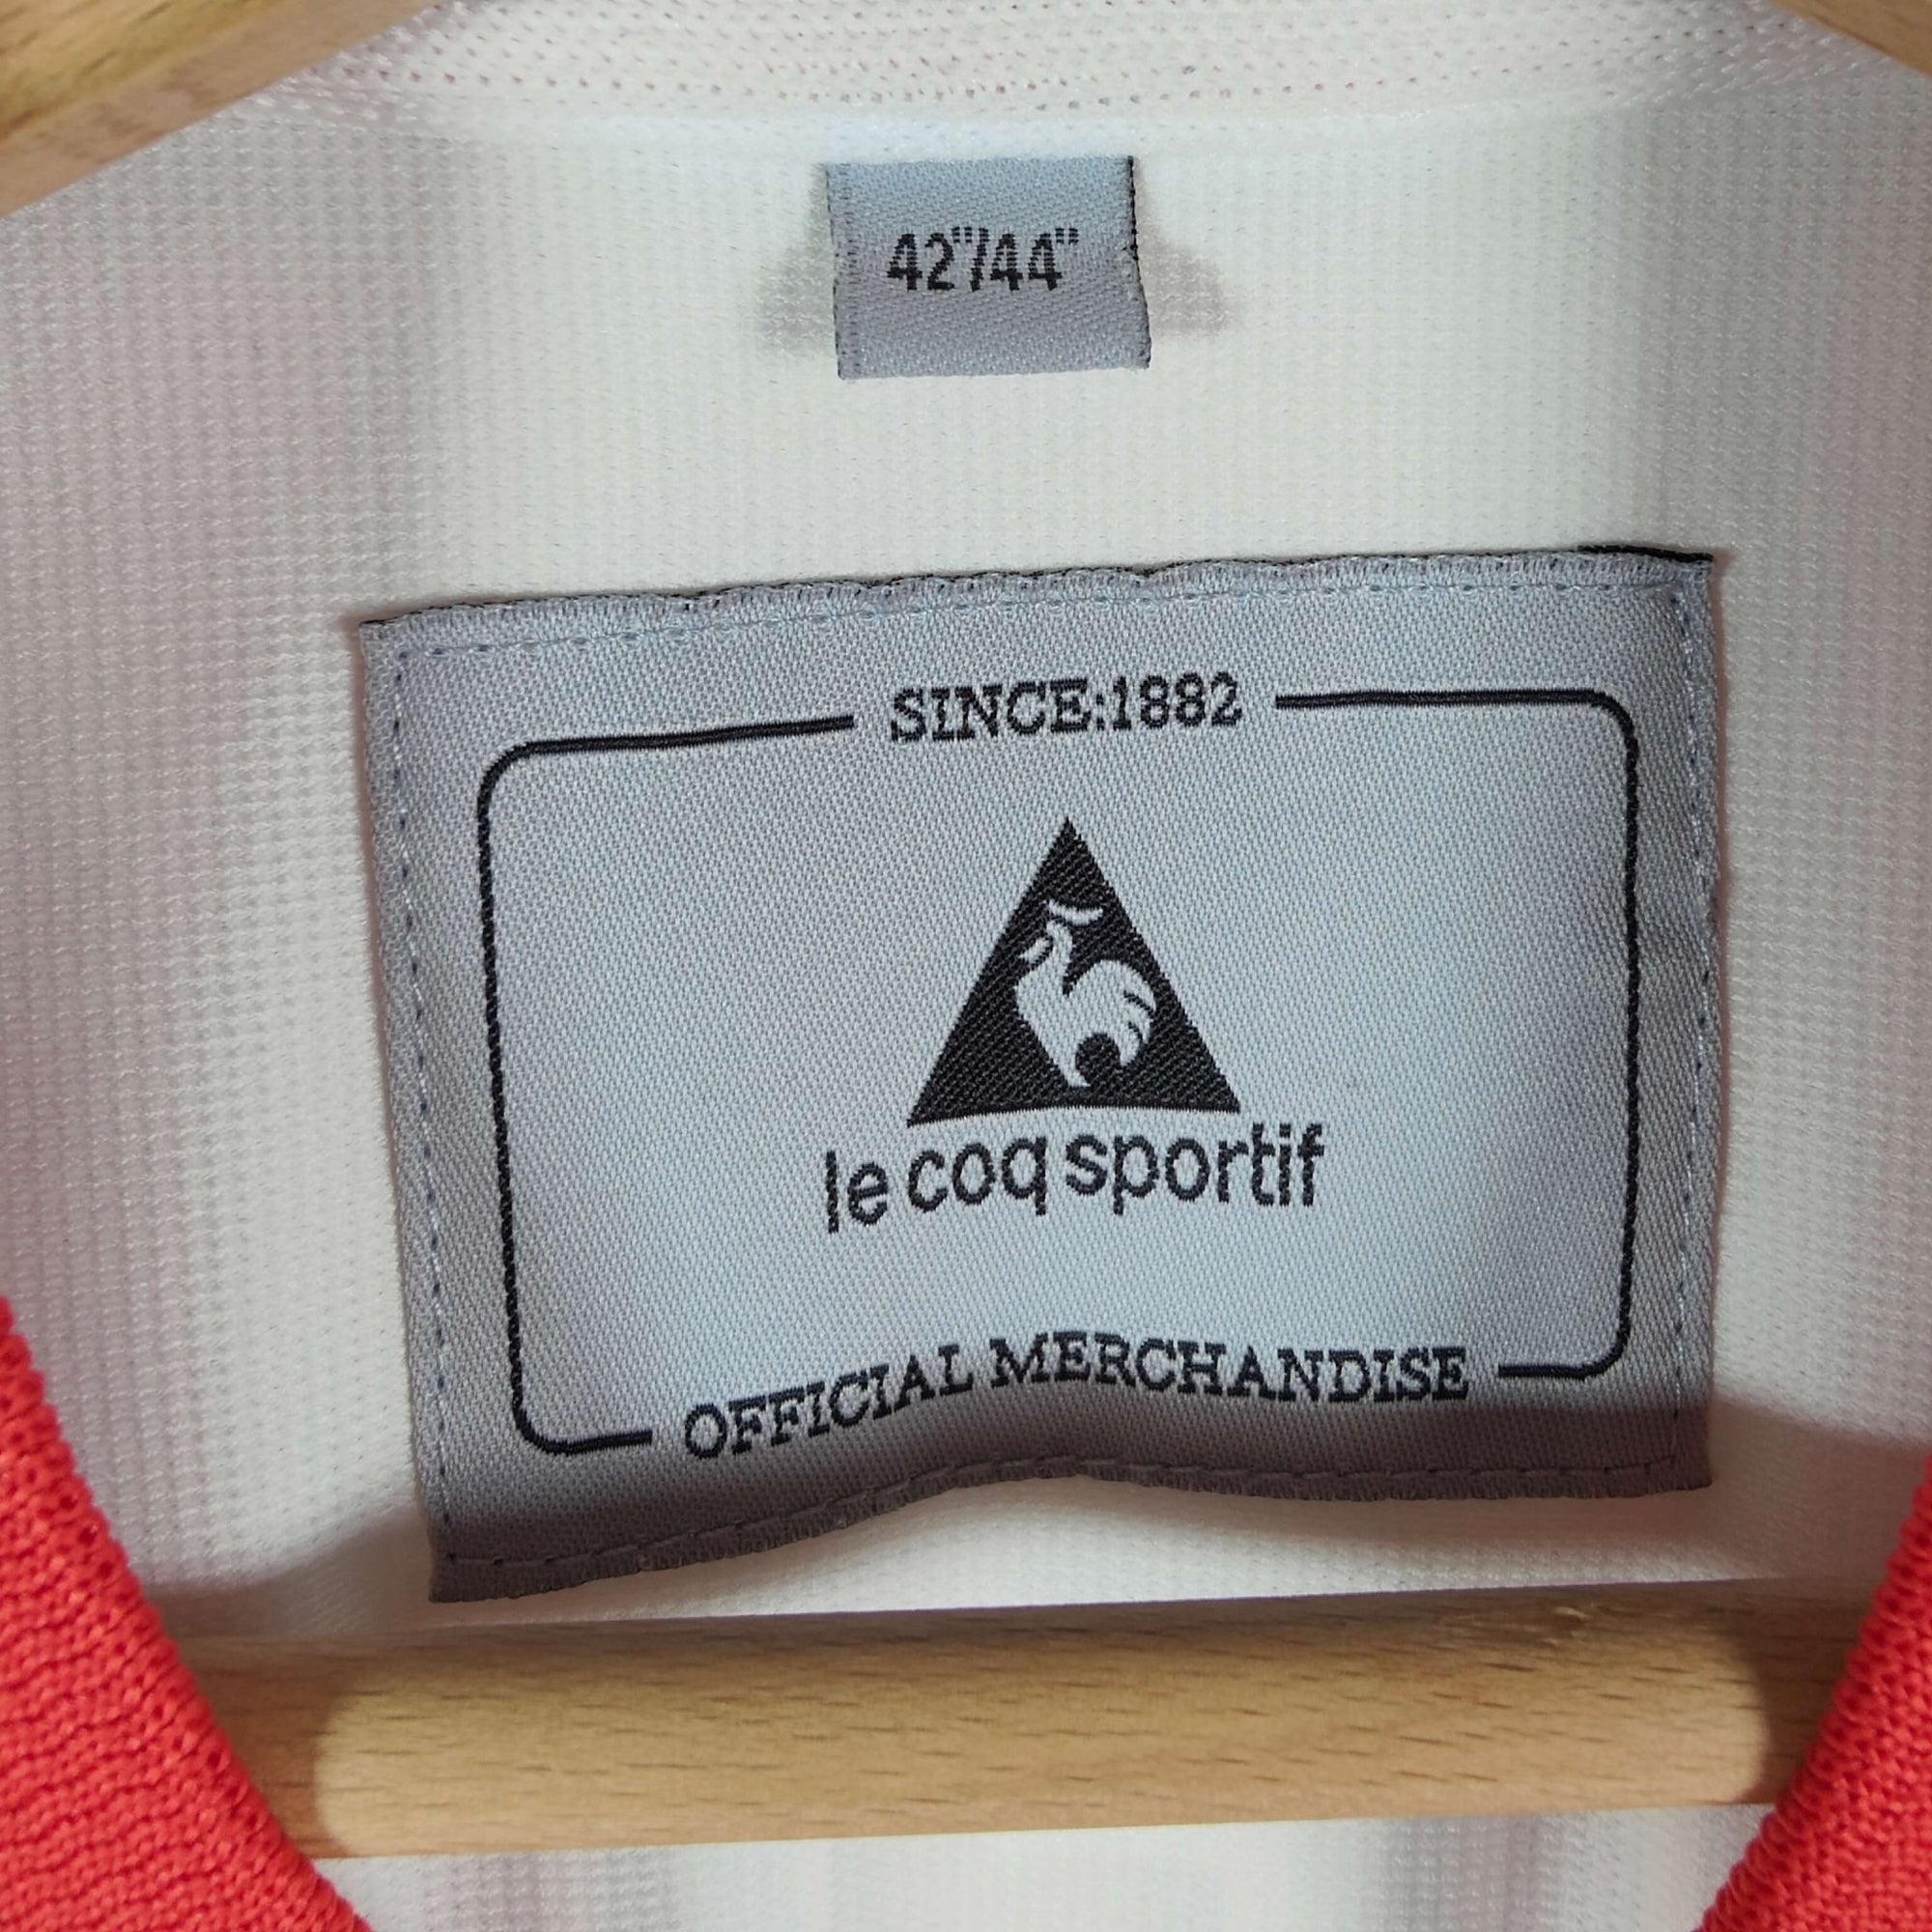 42"/44"
SINCE:1882
le coq sportif
OFFICIAL MERCHANDISE